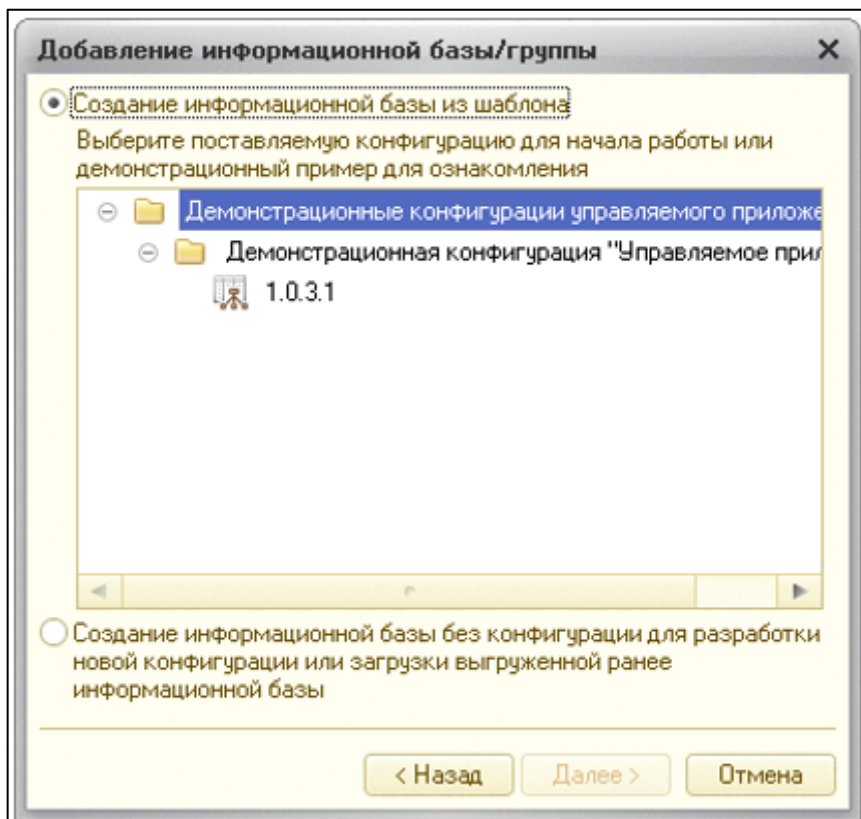 Добавление информационной базы/группы
Создание информационной базы из шаблона
Выберите поставляемую конфигурацию для начала работы или
демонстрационный пример для ознакомления
Демонстрационные конфигурации управляемого приложе
Демонстрационная конфигурация "Управляемое прил
1.0.3.1
Создание информационной базы без конфигурации для разработки
новой конфигурации или загрузки выгруженной ранее
информационной базы
< Назад
Далее >
Отмена